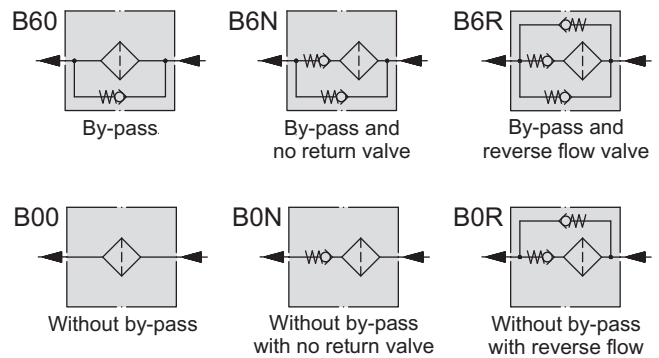 B60
By-pass
B6N
By-pass and
no return valve
B6R
By-pass and
reverse flow valve
B00
Without by-pass
B0N
Without by-pass
with no return valve
B0R
Without by-pass
with reverse flow